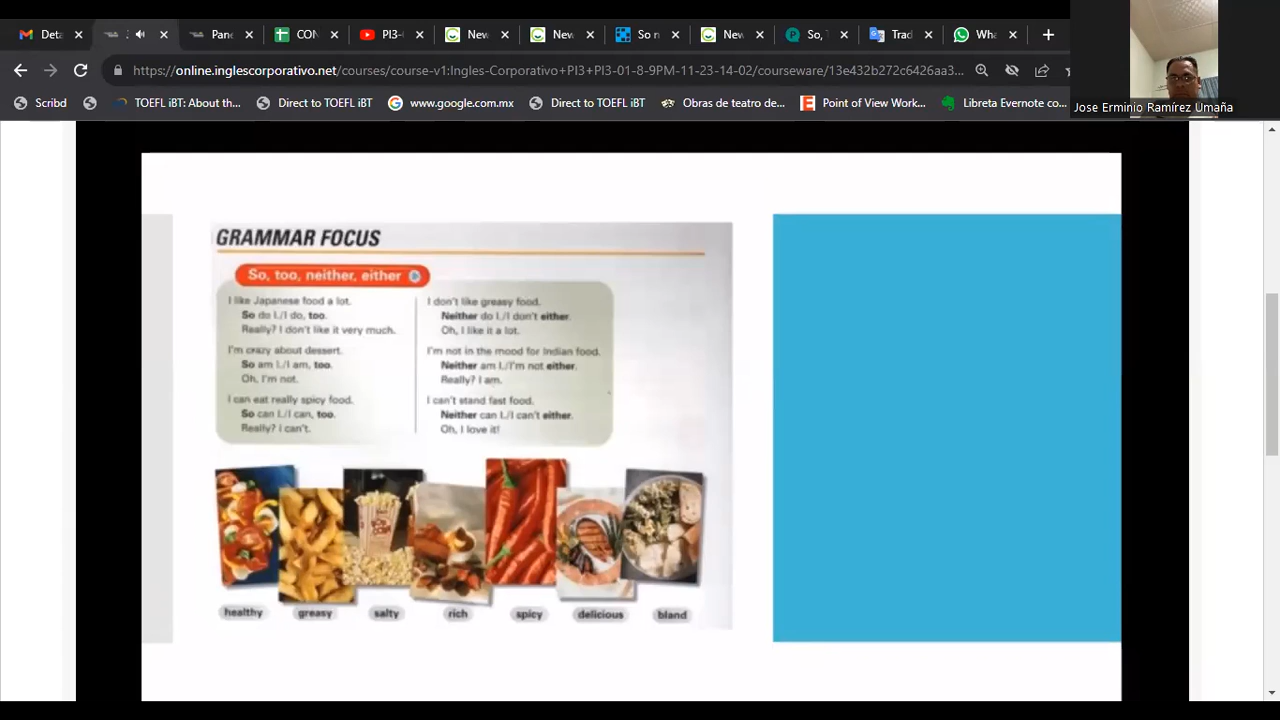 Deta
Pane
CON
PI3-
New
New
So n
New
So, T
Trad
Wha
https://online.inglescorporativo.net/courses/course-v1:Ingles-Corporativo+PI3+PI3-01-8-9PM-11-23-14-02/courseware/13e432b272c6426aa3...
Scribd
TOEFL iBT: About th...
Direct to TOEFL iBT
www.google.com.mx
Direct to TOEFL iBT
Obras de teatro de...
Point of View Work...
Libreta Evernote co...
Jose Erminio Ramírez Umaña
GRAMMAR FOCUS
So, too, neither, either
I like Japanese food a lot.
So do I./I do, too.
Really? I don't like it very much.
I'm crazy about dessert.
So am I./I am, too.
Oh, I'm not.
I can eat really spicy food.
So can I./I can, too.
Really? I can't.
I don't like greasy food.
Neither do I./I don't either.
Oh, I like it a lot.
I'm not in the mood for Indian food.
Neither am I./I'm not either.
Really? I am.
I can't stand fast food.
Neither can I./I can't either.
Oh, I love it!
POP CORN
healthy
greasy
salty
rich
spicy
delicious
bland